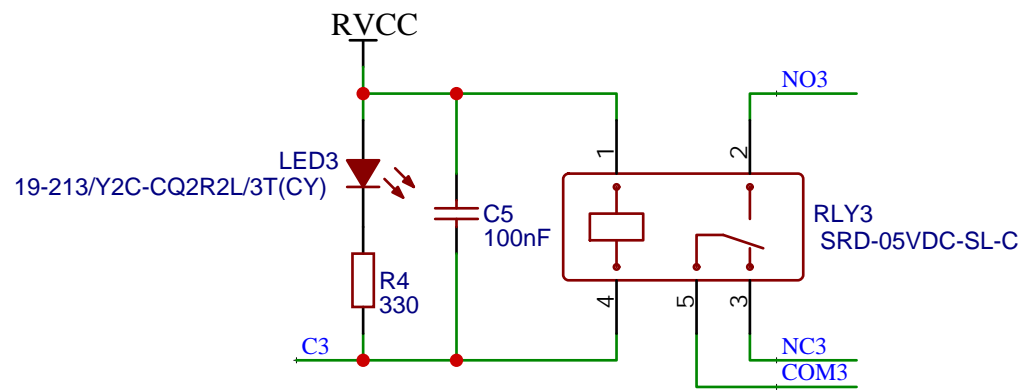 RVCC
NO3
1
2
LED3
19-213/Y2C-CQ2R2L/3T(CY)
C5
100nF
RLY3
SRD-05VDC-SL-C
R4
330
4
5
3
C3
NC3
COM3